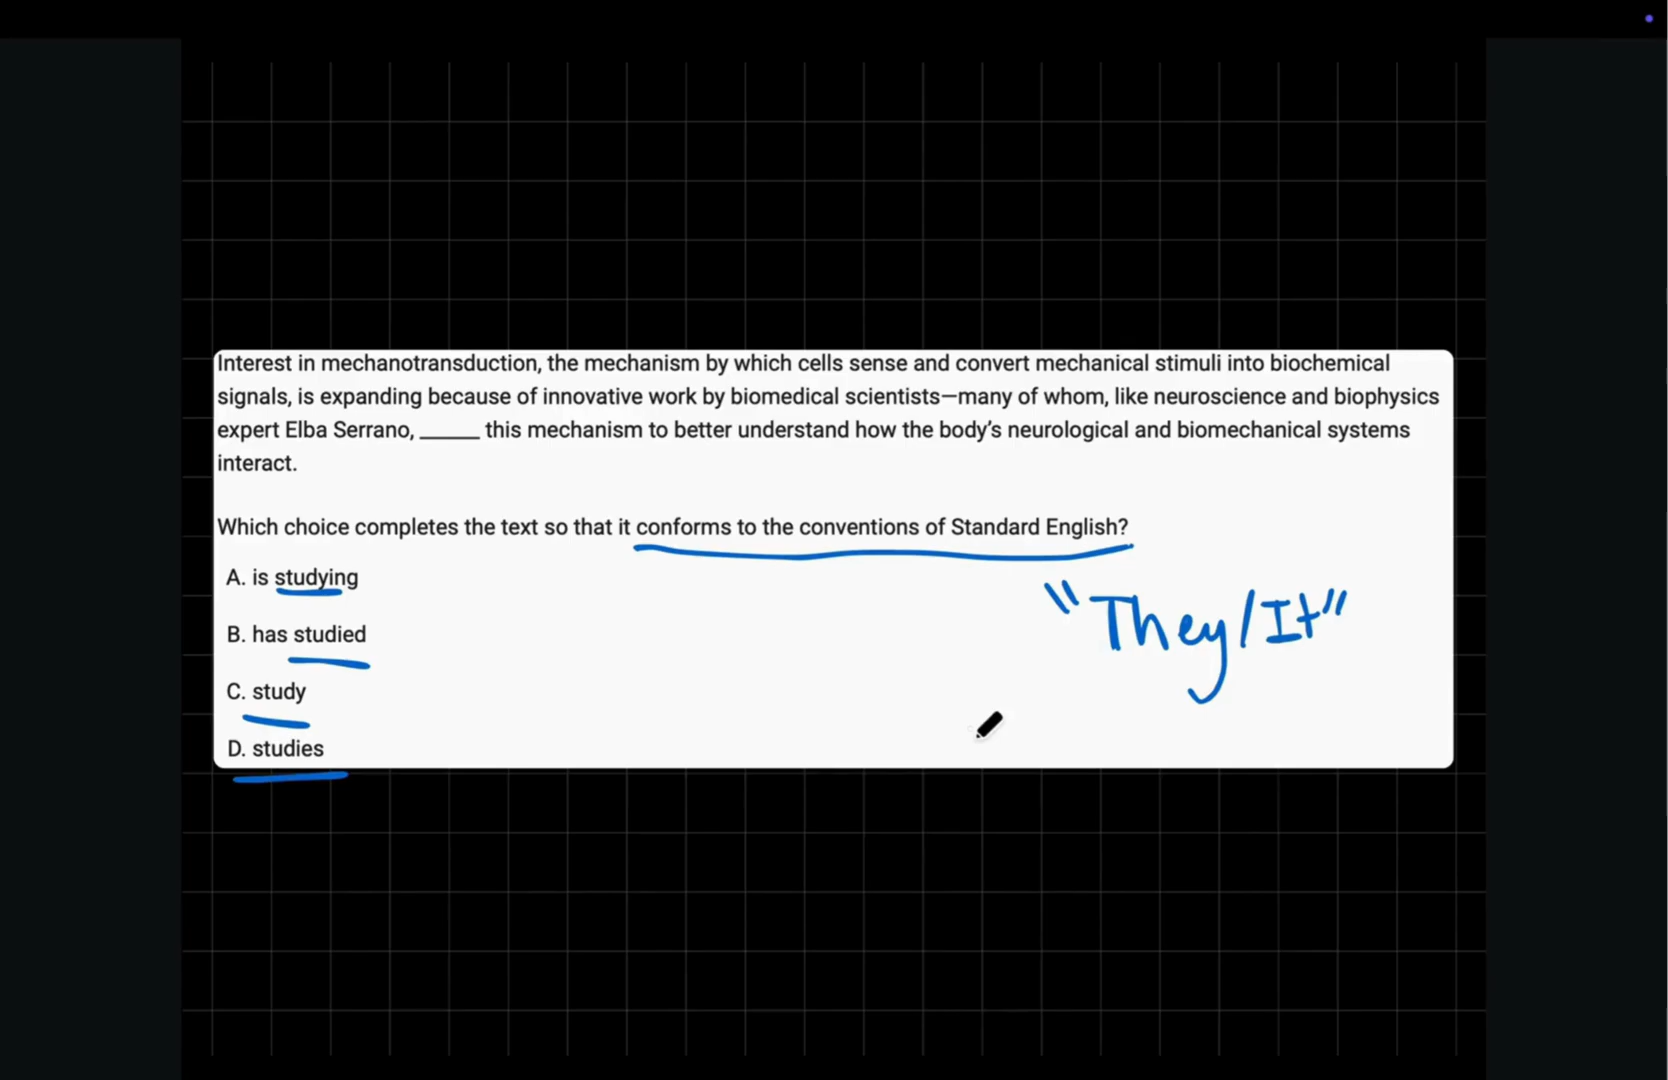 Interest in mechanotransduction, the mechanism by which cells sense and convert mechanical stimuli into biochemical
signals, is expanding because of innovative work by biomedical scientists—many of whom, like neuroscience and biophysics
expert Elba Serrano, ______ this mechanism to better understand how the body’s neurological and biomechanical systems
interact.
Which choice completes the text so that it conforms to the conventions of Standard English?
A. is studying
B. has studied
C. study
D. studies
"They/It"